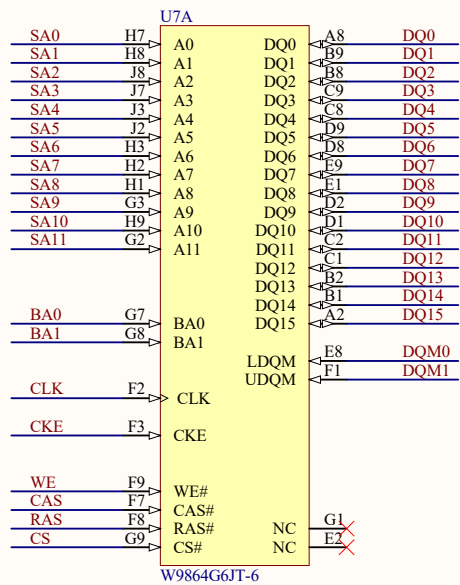 U7A
SA0 H7 A0 DQ0 A8 DQ0
SA1 H8 A1 DQ1 B9 DQ1
SA2 J8 A2 DQ2 B8 DQ2
SA3 J7 A3 DQ3 C9 DQ3
SA4 J3 A4 DQ4 C8 DQ4
SA5 J2 A5 DQ5 D9 DQ5
SA6 H3 A6 DQ6 D8 DQ6
SA7 H2 A7 DQ7 E9 DQ7
SA8 H1 A8 DQ8 E1 DQ8
SA9 G3 A9 DQ9 D2 DQ9
SA10 H9 A10 DQ10 D1 DQ10
SA11 G2 A11 DQ11 C2 DQ11
DQ12 C1 DQ12
DQ13 B2 DQ13
DQ14 B1 DQ14
BA0 G7 BA0 DQ15 A2 DQ15
BA1 G8 BA1
LDQM E8 DQM0
UDQM F1 DQM1
CLK F2 CLK
CKE F3 CKE
WE F9 WE#
CAS F7 CAS#
RAS F8 RAS# NC G1
CS G9 CS# NC E2
W9864G6JT-6